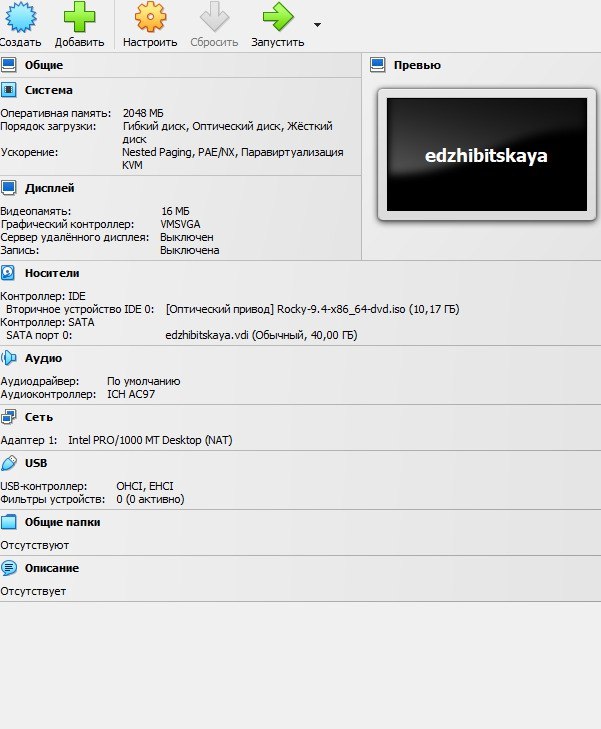 Создать Добавить Настроить Сбросить Запустить
Общие
Система
Оперативная память: 2048 МБ
Порядок загрузки: Гибкий диск, Оптический диск, Жёсткий
диск
Ускорение: Nested Paging, PAE/NX, Паравиртуализация
KVM
Дисплей
Видеопамять: 16 МБ
Графический контроллер: VMSVGA
Сервер удалённого дисплея: Выключен
Запись: Выключена
Превью
edzhibitskaya
Носители
Контроллер: IDE
Вторичное устройство IDE 0: [Оптический привод] Rocky-9.4-x86_64-dvd.iso (10,17 ГБ)
Контроллер: SATA
SATA порт 0: edzhibitskaya.vdi (Обычный, 40,00 ГБ)
Аудио
Аудиодрайвер: По умолчанию
Аудиоконтроллер: ICH AC97
Сеть
Адаптер 1: Intel PRO/1000 MT Desktop (NAT)
USB
USB-контроллер: OHCI, EHCI
Фильтры устройств: 0 (0 активно)
Общие папки
Отсутствуют
Описание
Отсутствует